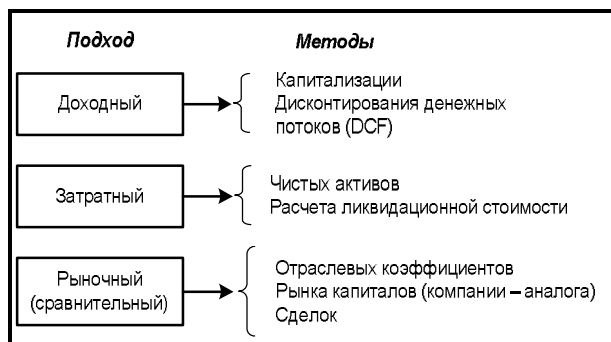 Подход Методы
Доходный
Капитализации
Дисконтирования денежных
потоков (DCF)
Затратный
Чистых активов
Расчета ликвидационной стоимости
Рыночный
(сравнительный)
Отраслевых коэффициентов
Рынка капиталов (компании – аналога)
Сделок